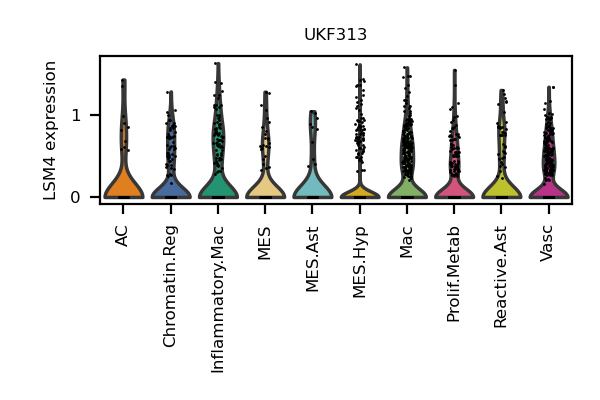 UKF313
LSM4 expression
1
0
AC
Chromatin.Reg
Inflammatory.Mac
MES
MES.Ast
MES.Hyp
Mac
Prolif.Metab
Reactive.Ast
Vasc